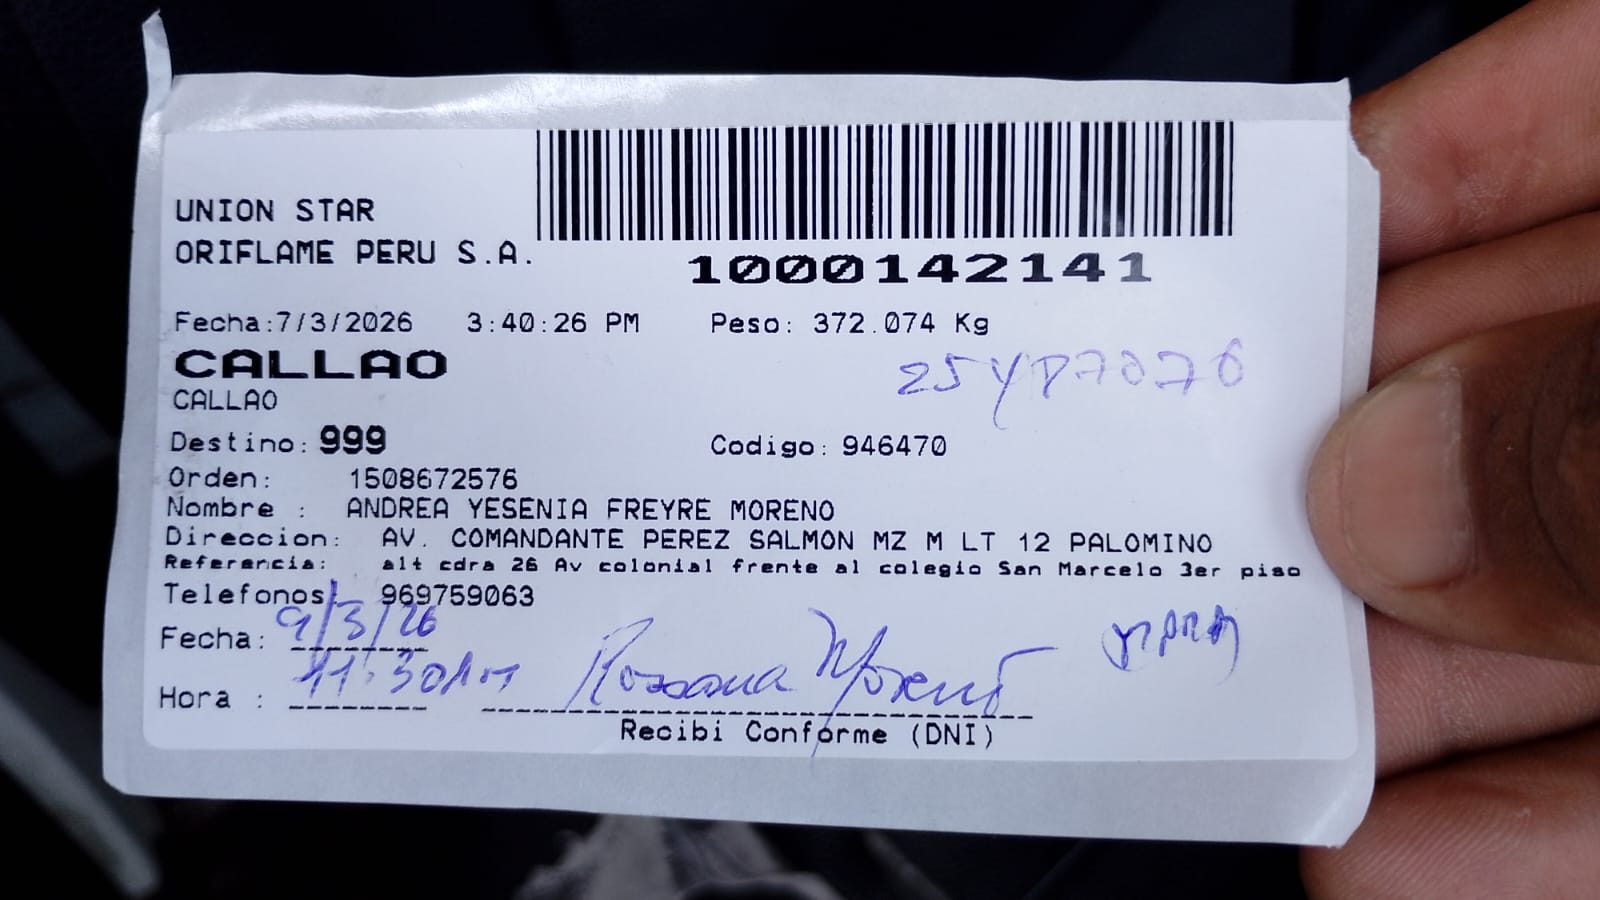 UNION STAR
ORIFLAME PERU S.A.
1000142141
Fecha:7/3/2026 3:40:26 PM Peso: 372.074 Kg
CALLAO
CALLAO
Destino: 999 Codigo: 946470
Orden: 1508672576
Nombre : ANDREA YESENIA FREYRE MORENO
Direccion: AV. COMANDANTE PEREZ SALMON MZ M LT 12 PALOMINO
Referencia: alt cdra 26 Av colonial frente al colegio San Marcelo 3er piso
Telefonos: 969759063
Fecha: 9/3/26
Hora : 11:30AM Rossana Moreno
Recibi Conforme (DNI)